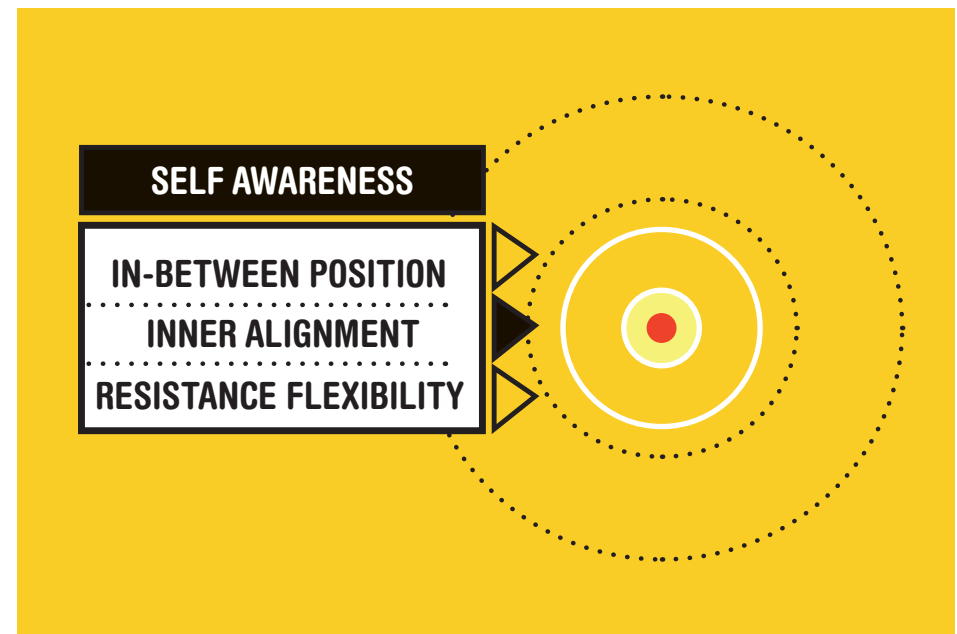 SELF AWARENESS
IN-BETWEEN POSITION
INNER ALIGNMENT
RESISTANCE FLEXIBILITY